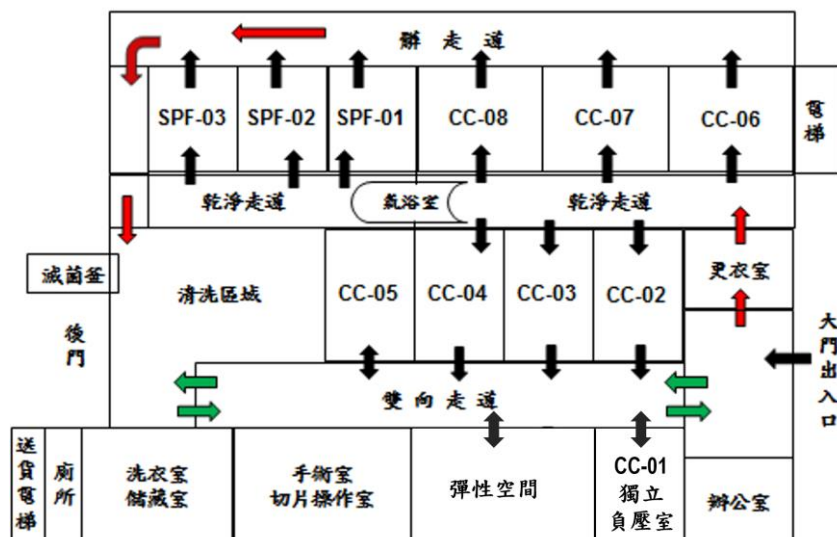 髒走道
SPF-03
SPF-02
SPF-01
CC-08
CC-07
CC-06
電梯
乾淨走道
氣浴室
乾淨走道
滅菌釜
清洗區域
CC-05
CC-04
CC-03
CC-02
更衣室
後門
大門出入口
雙向走道
送貨電梯
廁所
洗衣室
儲藏室
手術室
切片操作室
彈性空間
CC-01
獨立
負壓室
辦公室